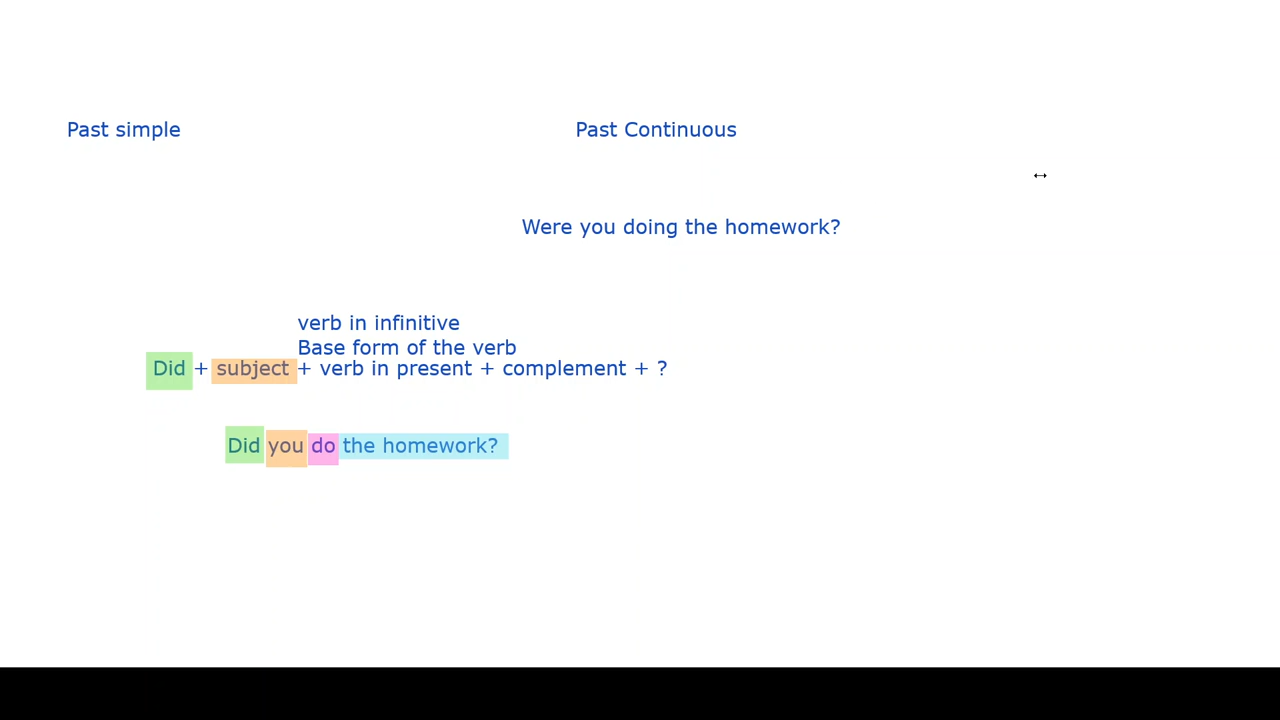 Past simple
Past Continuous
Were you doing the homework?
verb in infinitive
Base form of the verb
Did + subject + verb in present + complement + ?
Did you do the homework?